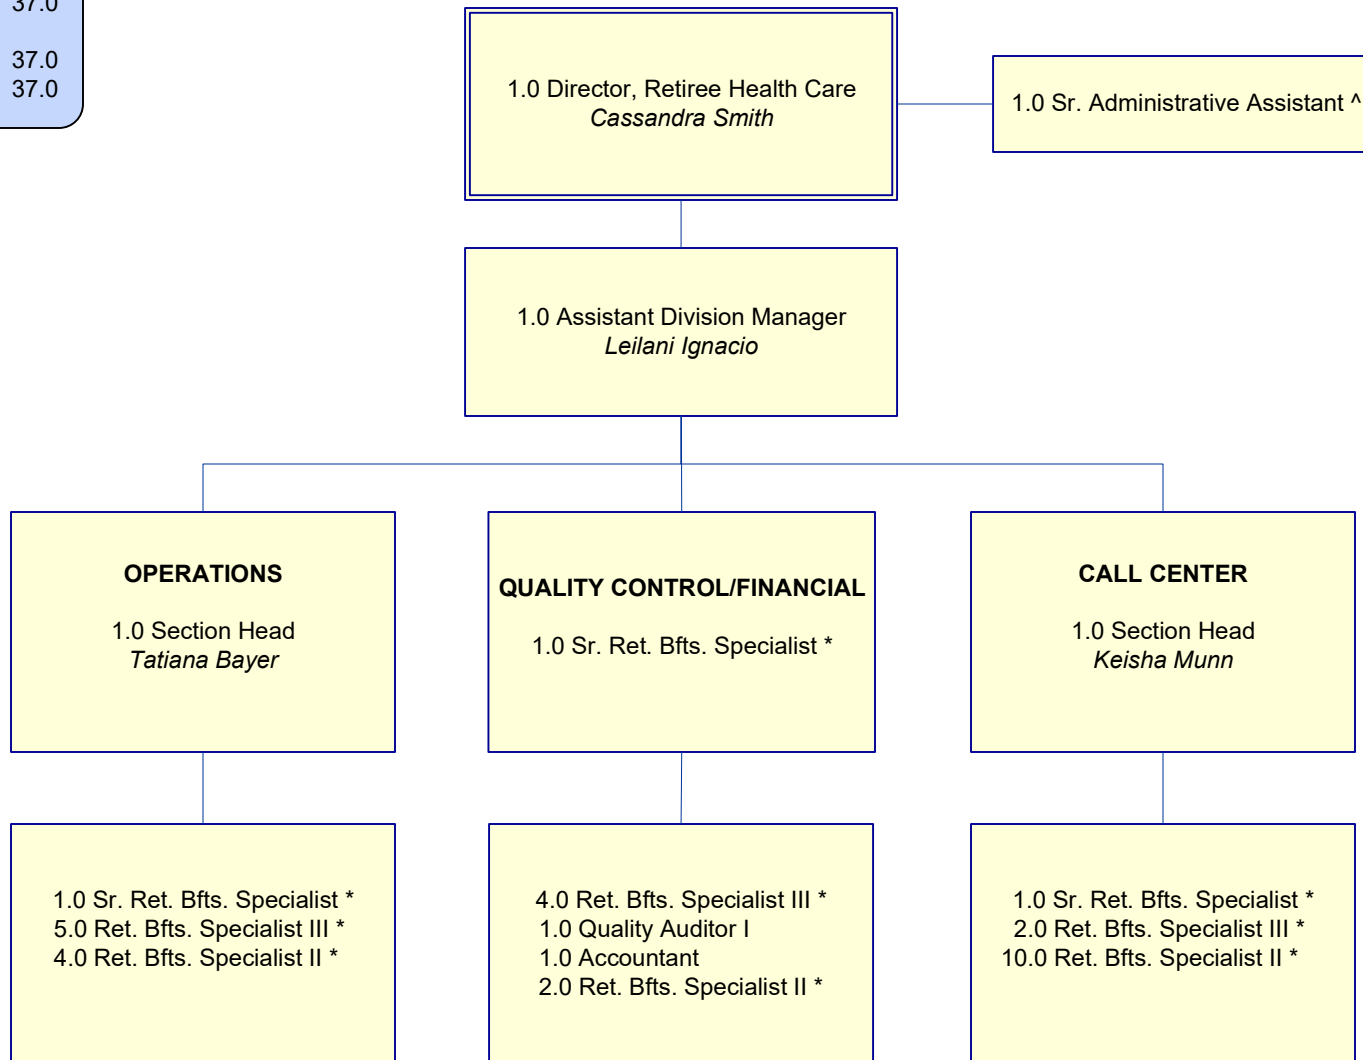 37.0
37.0
37.0
1.0 Director, Retiree Health Care
Cassandra Smith
1.0 Sr. Administrative Assistant ^
1.0 Assistant Division Manager
Leilani Ignacio
OPERATIONS
1.0 Section Head
Tatiana Bayer
QUALITY CONTROL/FINANCIAL
1.0 Sr. Ret. Bfts. Specialist *
CALL CENTER
1.0 Section Head
Keisha Munn
1.0 Sr. Ret. Bfts. Specialist *
5.0 Ret. Bfts. Specialist III *
4.0 Ret. Bfts. Specialist II *
4.0 Ret. Bfts. Specialist III *
1.0 Quality Auditor I
1.0 Accountant
2.0 Ret. Bfts. Specialist II *
1.0 Sr. Ret. Bfts. Specialist *
2.0 Ret. Bfts. Specialist III *
10.0 Ret. Bfts. Specialist II *